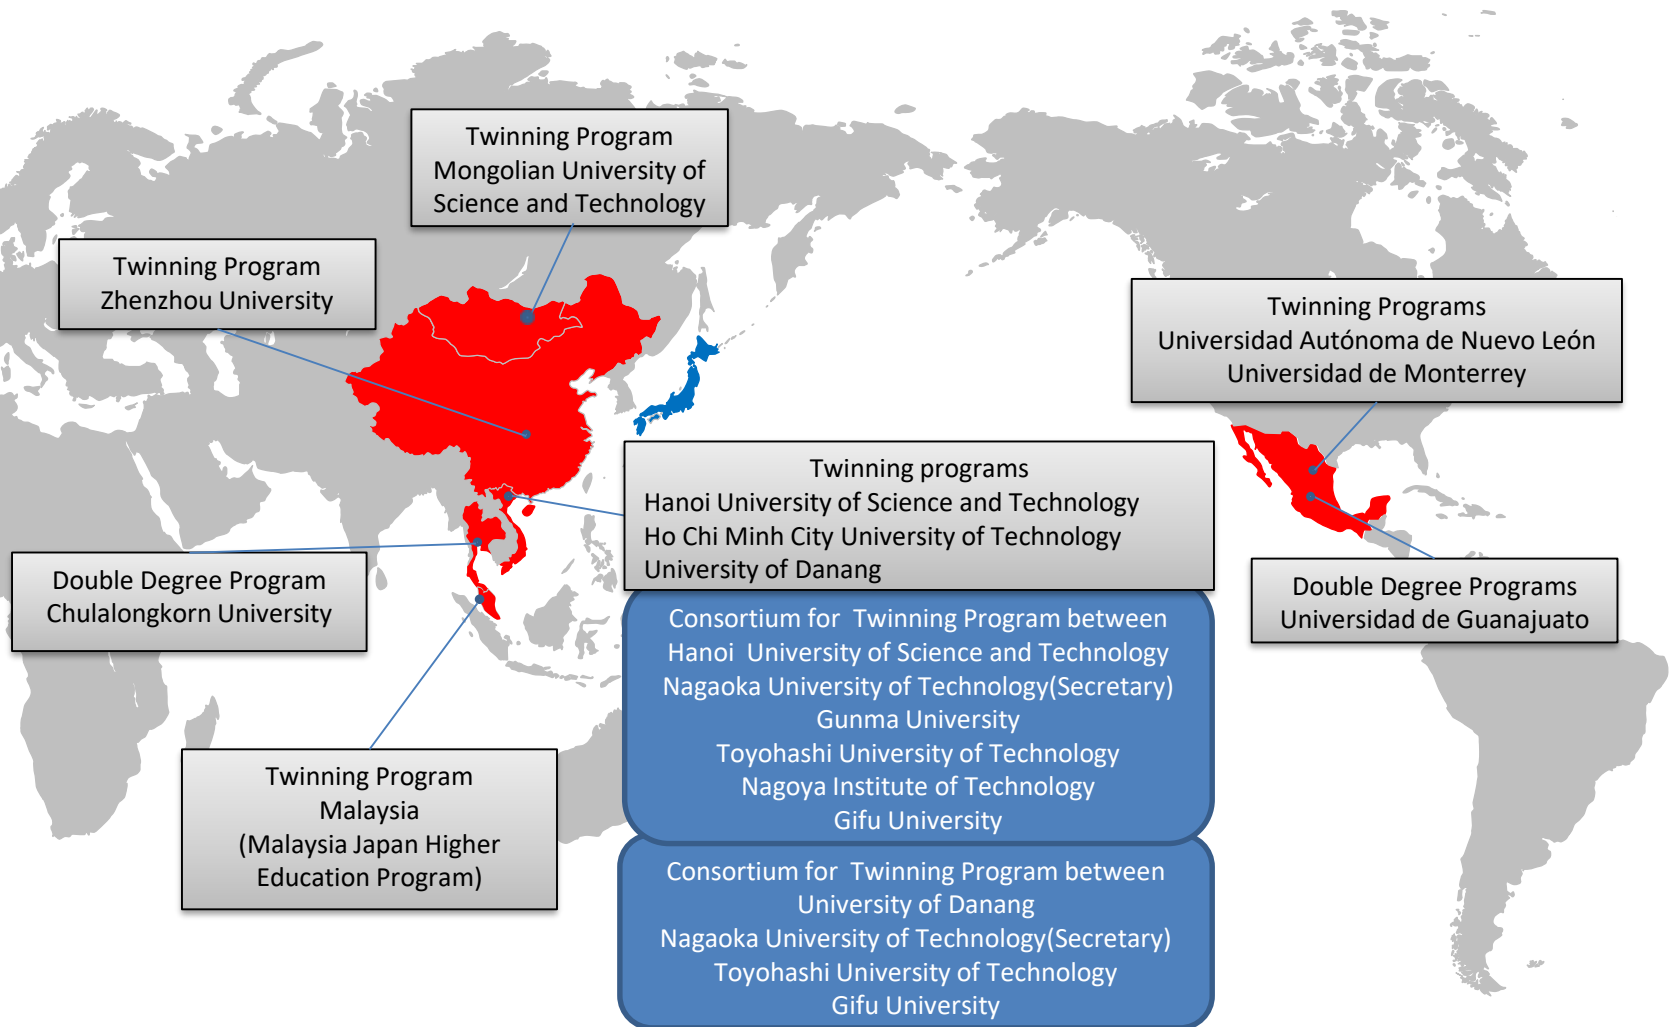 Twinning Program
Mongolian University of
Science and Technology
Twinning Program
Zhenzhou University
Twinning Programs
Universidad Autónoma de Nuevo León
Universidad de Monterrey
Twinning programs
Hanoi University of Science and Technology
Ho Chi Minh City University of Technology
University of Danang
Double Degree Program
Chulalongkorn University
Double Degree Programs
Universidad de Guanajuato
Consortium for Twinning Program between
Hanoi University of Science and Technology
Nagaoka University of Technology(Secretary)
Gunma University
Toyohashi University of Technology
Nagoya Institute of Technology
Gifu University
Twinning Program
Malaysia
(Malaysia Japan Higher
Education Program)
Consortium for Twinning Program between
University of Danang
Nagaoka University of Technology(Secretary)
Toyohashi University of Technology
Gifu University